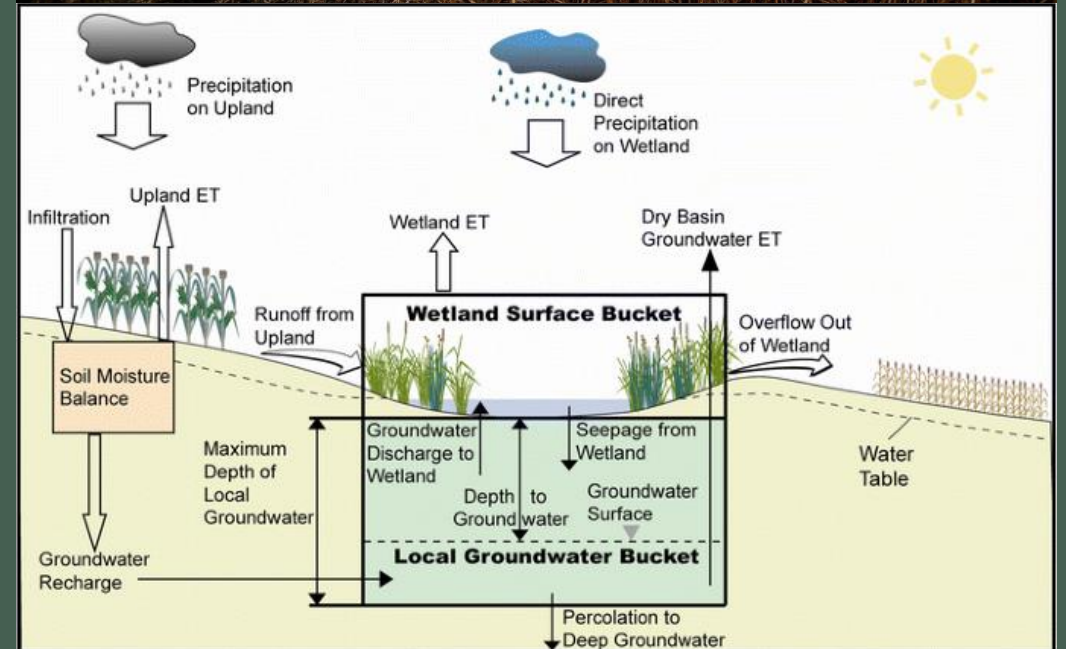 Precipitation
on Upland
Direct
Precipitation
on Wetland
Upland ET
Infiltration
Wetland ET
Dry Basin
Groundwater ET
Runoff from
Upland
Wetland Surface Bucket
Overflow Out
of Wetland
Soil Moisture
Balance
Maximum
Depth of
Local
Groundwater
Groundwater
Discharge to
Wetland
Seepage from
Wetland
Depth to
Groundwater
Groundwater
Surface
Water
Table
Local Groundwater Bucket
Groundwater
Recharge
Percolation to
Deep Groundwater